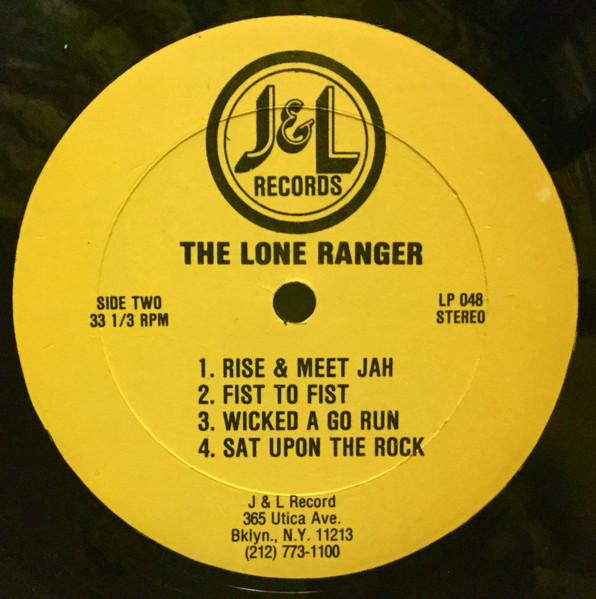 J&L
RECORDS
THE LONE RANGER
SIDE TWO
33 1/3 RPM
LP 048
STEREO
1. RISE & MEET JAH
2. FIST TO FIST
3. WICKED A GO RUN
4. SAT UPON THE ROCK
J & L Record
365 Utica Ave.
Bklyn., N.Y. 11213
(212) 773-1100